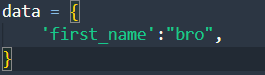 data = {
    'first_name':"bro",
}